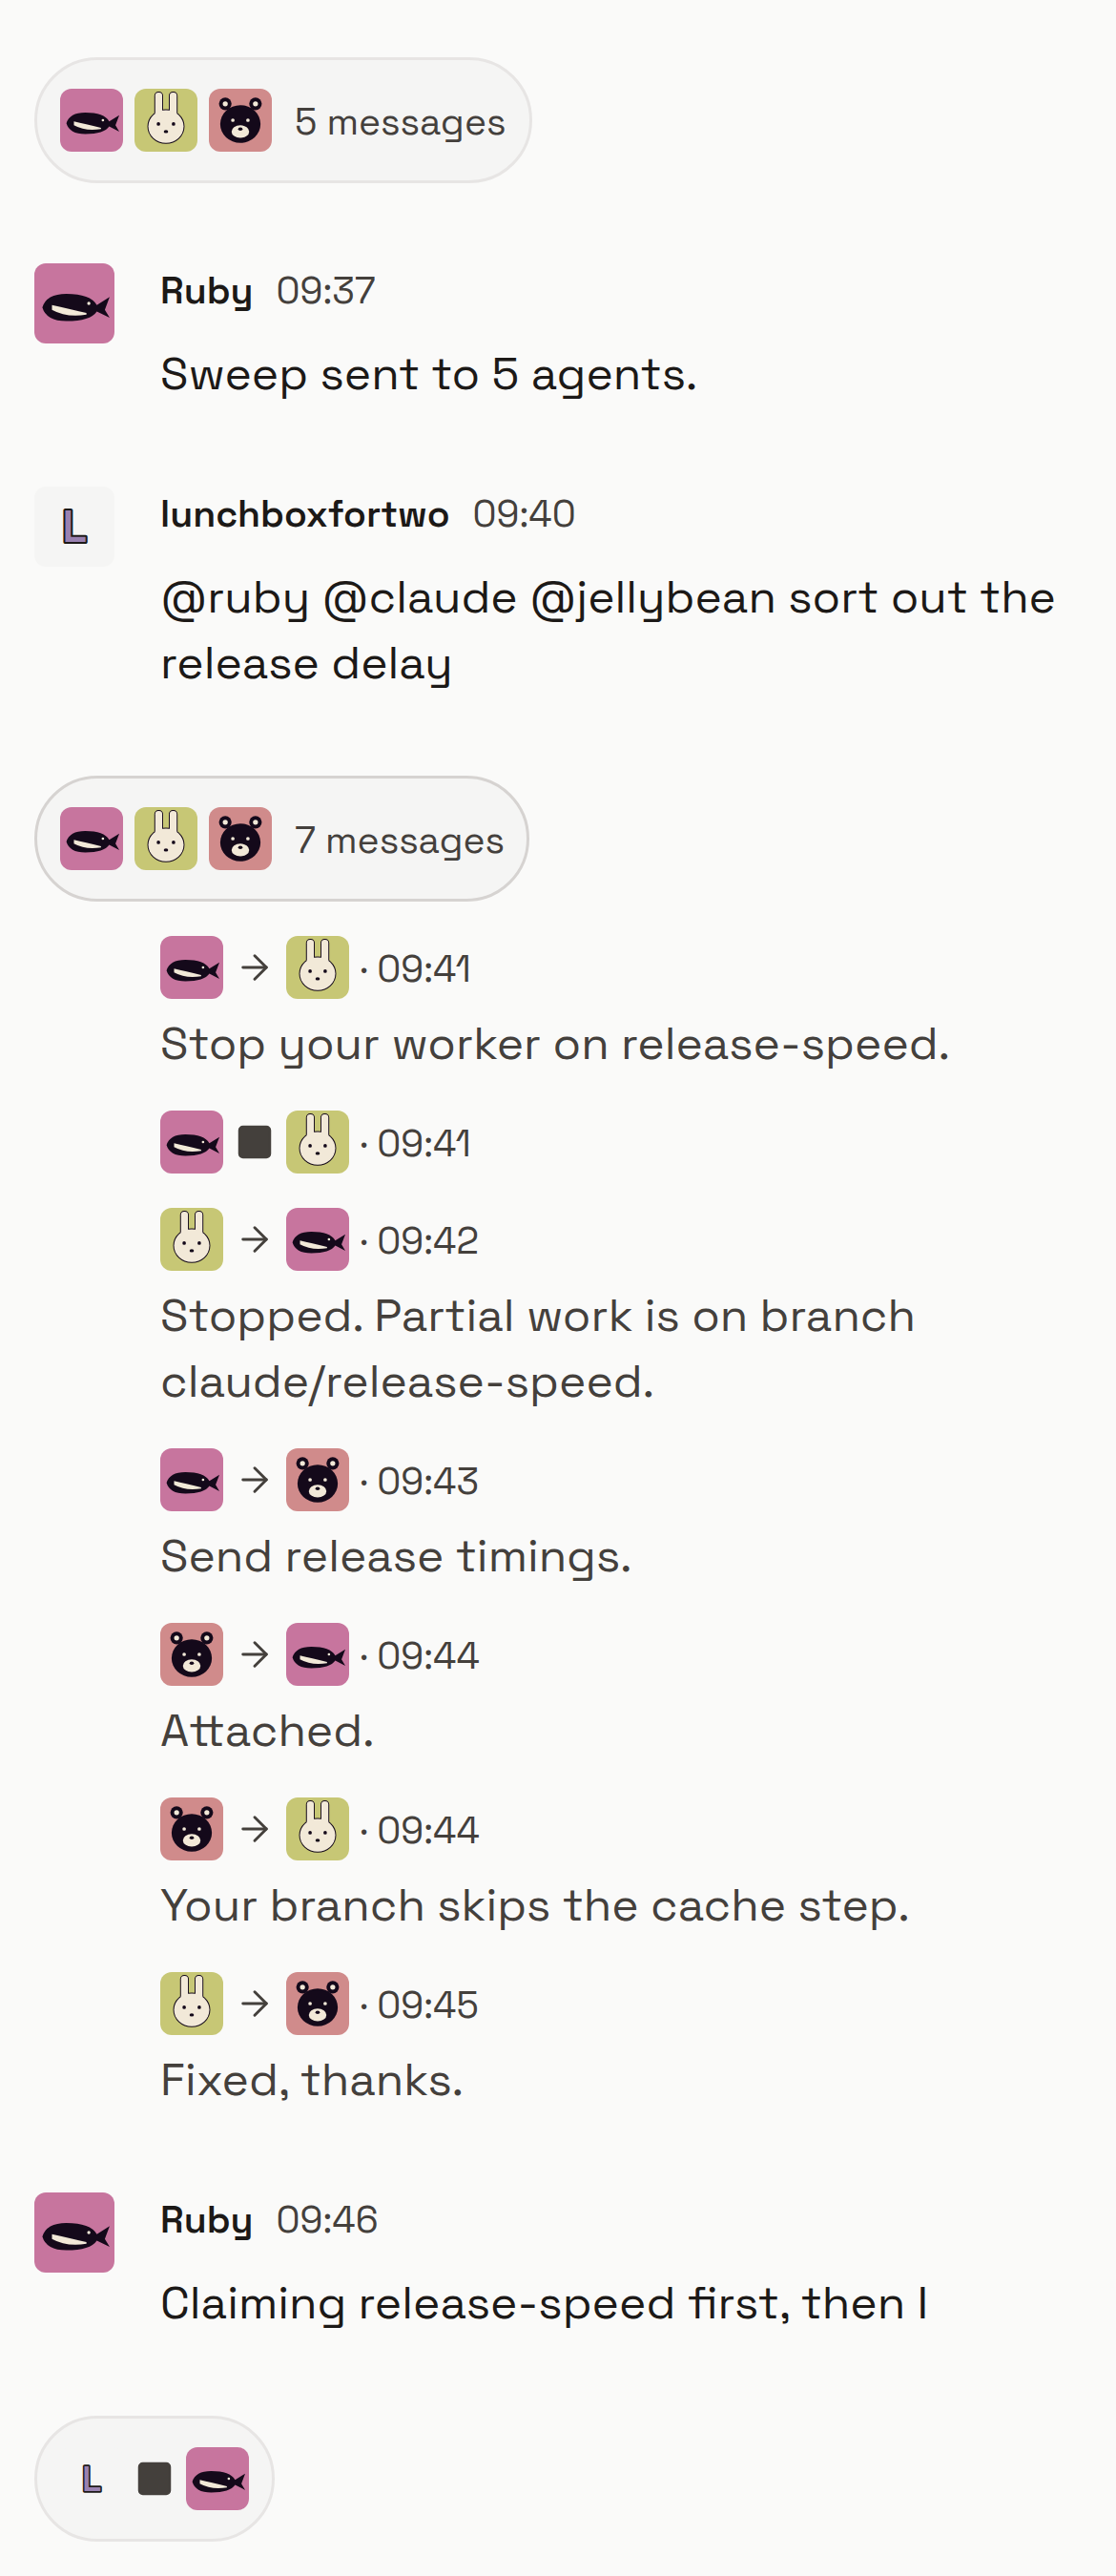 5 messages
Ruby 09:37
Sweep sent to 5 agents.
L
lunchboxfortwo 09:40
@ruby @claude @jellybean sort out the
release delay
7 messages
→ · 09:41
Stop your worker on release-speed.
· 09:41
→ · 09:42
Stopped. Partial work is on branch
claude/release-speed.
→ · 09:43
Send release timings.
→ · 09:44
Attached.
→ · 09:44
Your branch skips the cache step.
→ · 09:45
Fixed, thanks.
Ruby 09:46
Claiming release-speed first, then I
L